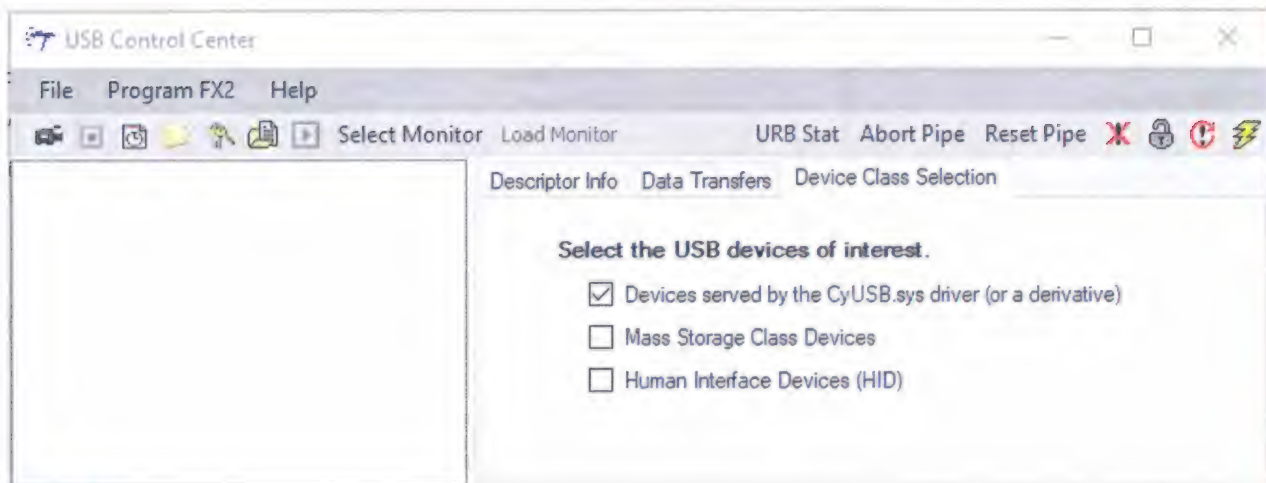 USB Control Center
File Program FX2 Help
Select Monitor Load Monitor URB Stat Abort Pipe Reset Pipe
Descriptor Info Data Transfers Device Class Selection
Select the USB devices of interest.
Devices served by the CyUSB.sys driver (or a derivative)
Mass Storage Class Devices
Human Interface Devices (HID)